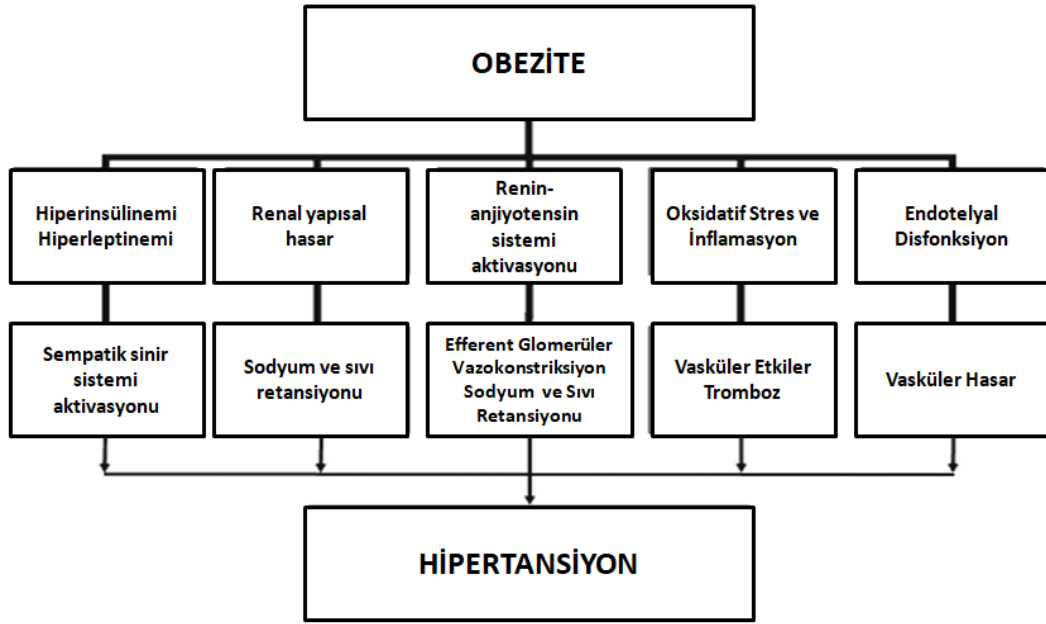 OBEZİTE
Hiperinsülinemi
Hiperleptinemi
Renal yapısal
hasar
Renin-
anjiyotensin
sistemi
aktivasyonu
Oksidatif Stres ve
İnflamasyon
Endotelyal
Disfonksiyon
Sempatik sinir
sistemi
aktivasyonu
Sodyum ve sıvı
retansiyonu
Efferent Glomerüler
Vazokonstriksiyon
Sodyum ve Sıvı
Retansiyonu
Vasküler Etkiler
Tromboz
Vasküler Hasar
HİPERTANSİYON